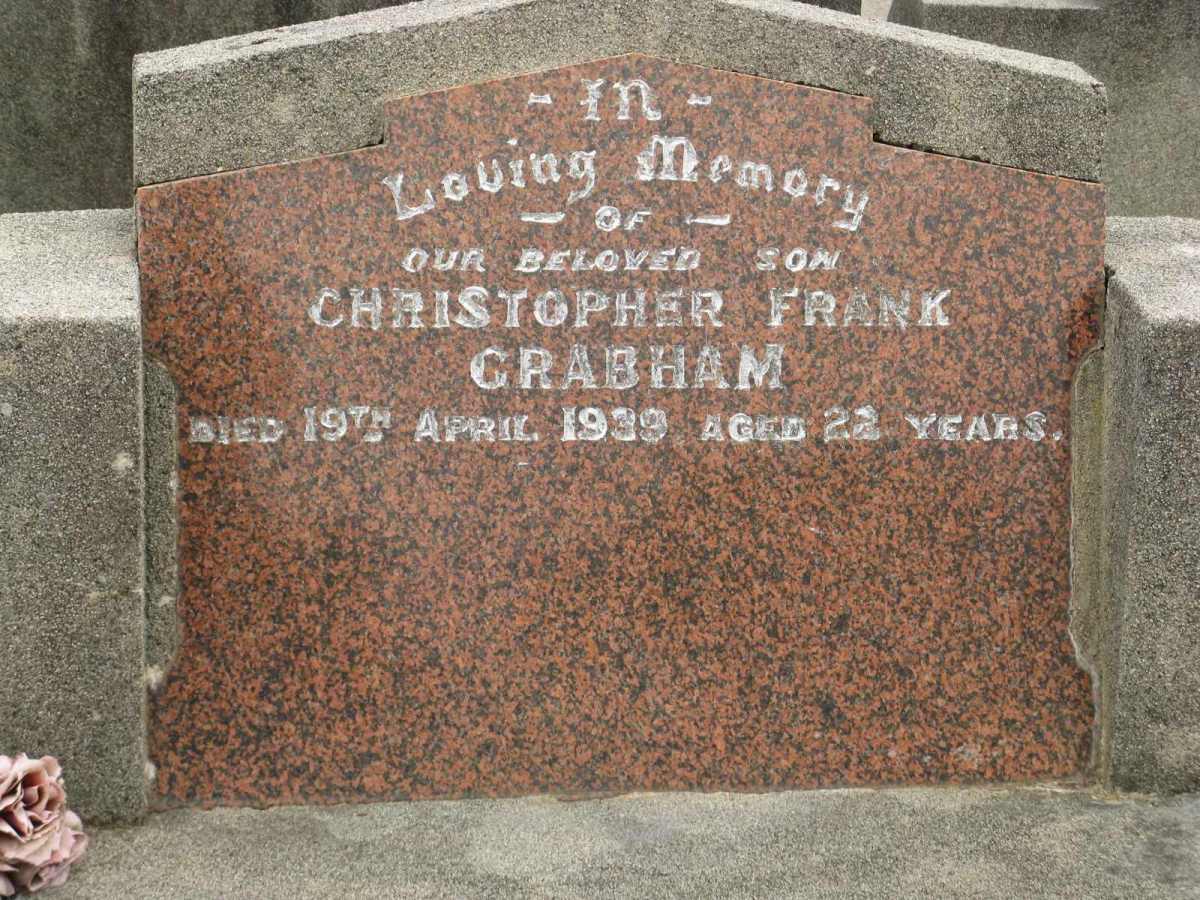 - In -
Loving Memory
- OF -
OUR BELOVED SON
CHRISTOPHER FRANK
GRABHAM
DIED 19TH APRIL 1939 AGED 22 YEARS.